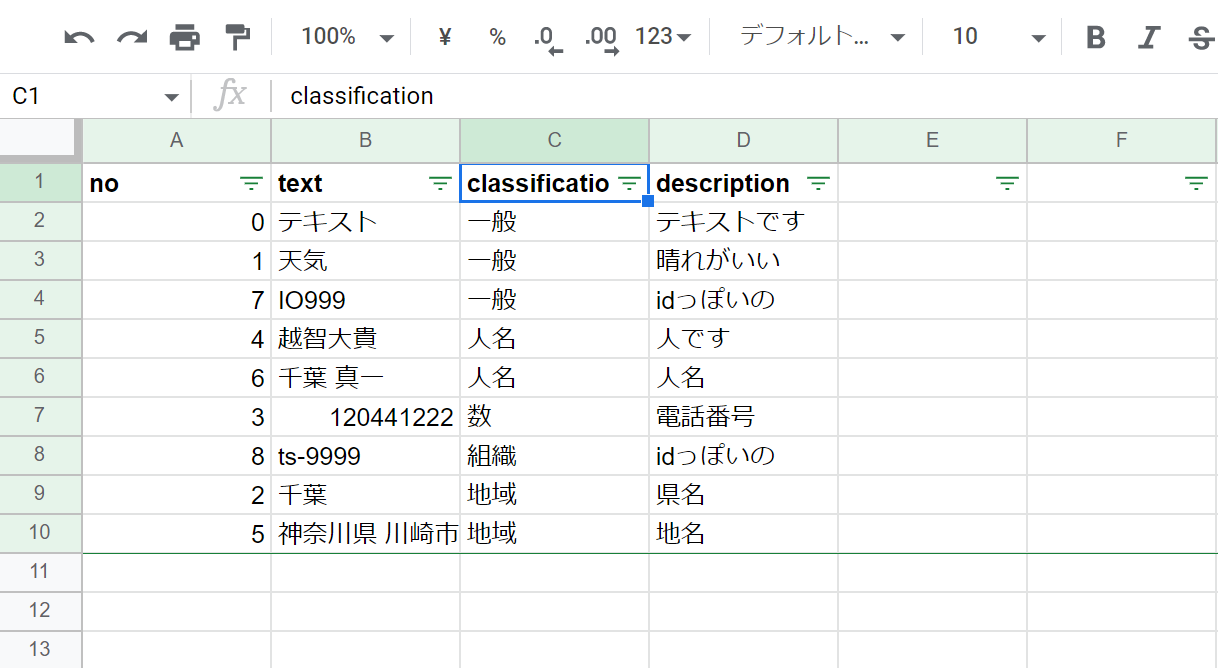 100% ¥ % .0 .00 123 デフォルト... 10 B I S
C1 fx classification
A B C D E F
1 no text classificatio description
2 0 テキスト 一般 テキストです
3 1 天気 一般 晴れがいい
4 7 IO999 一般 idっぽいの
5 4 越智大貴 人名 人です
6 6 千葉 真一 人名 人名
7 3 120441222 数 電話番号
8 8 ts-9999 組織 idっぽいの
9 2 千葉 地域 県名
10 5 神奈川県 川崎市 地域 地名
11
12
13